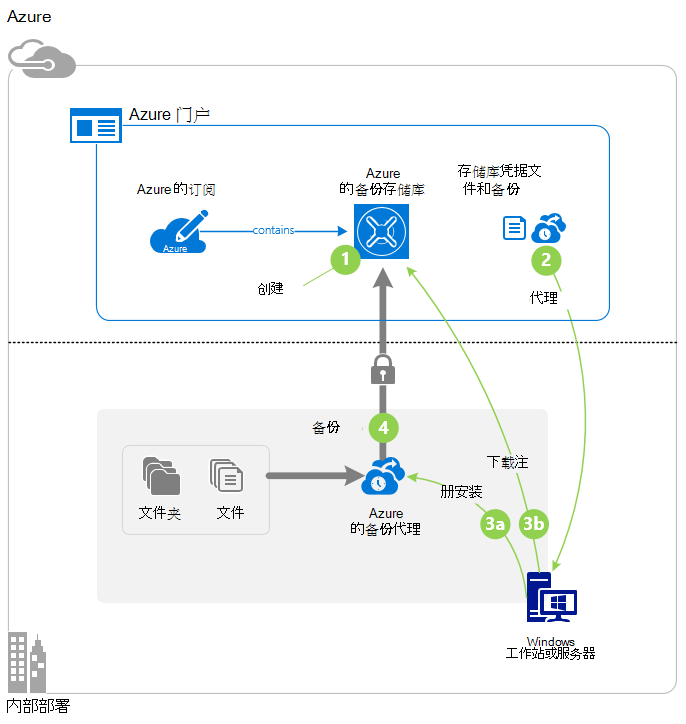 Azure
Azure 门户
Azure
的备份存储库
存储库凭据文
件和备份
Azure的订阅
contains
Azure
1
2
创建
代理
备份
4
下载注
册安装
3a
3b
文件夹
文件
Azure
的备份代理
Windows
工作站或服务器
内部部署